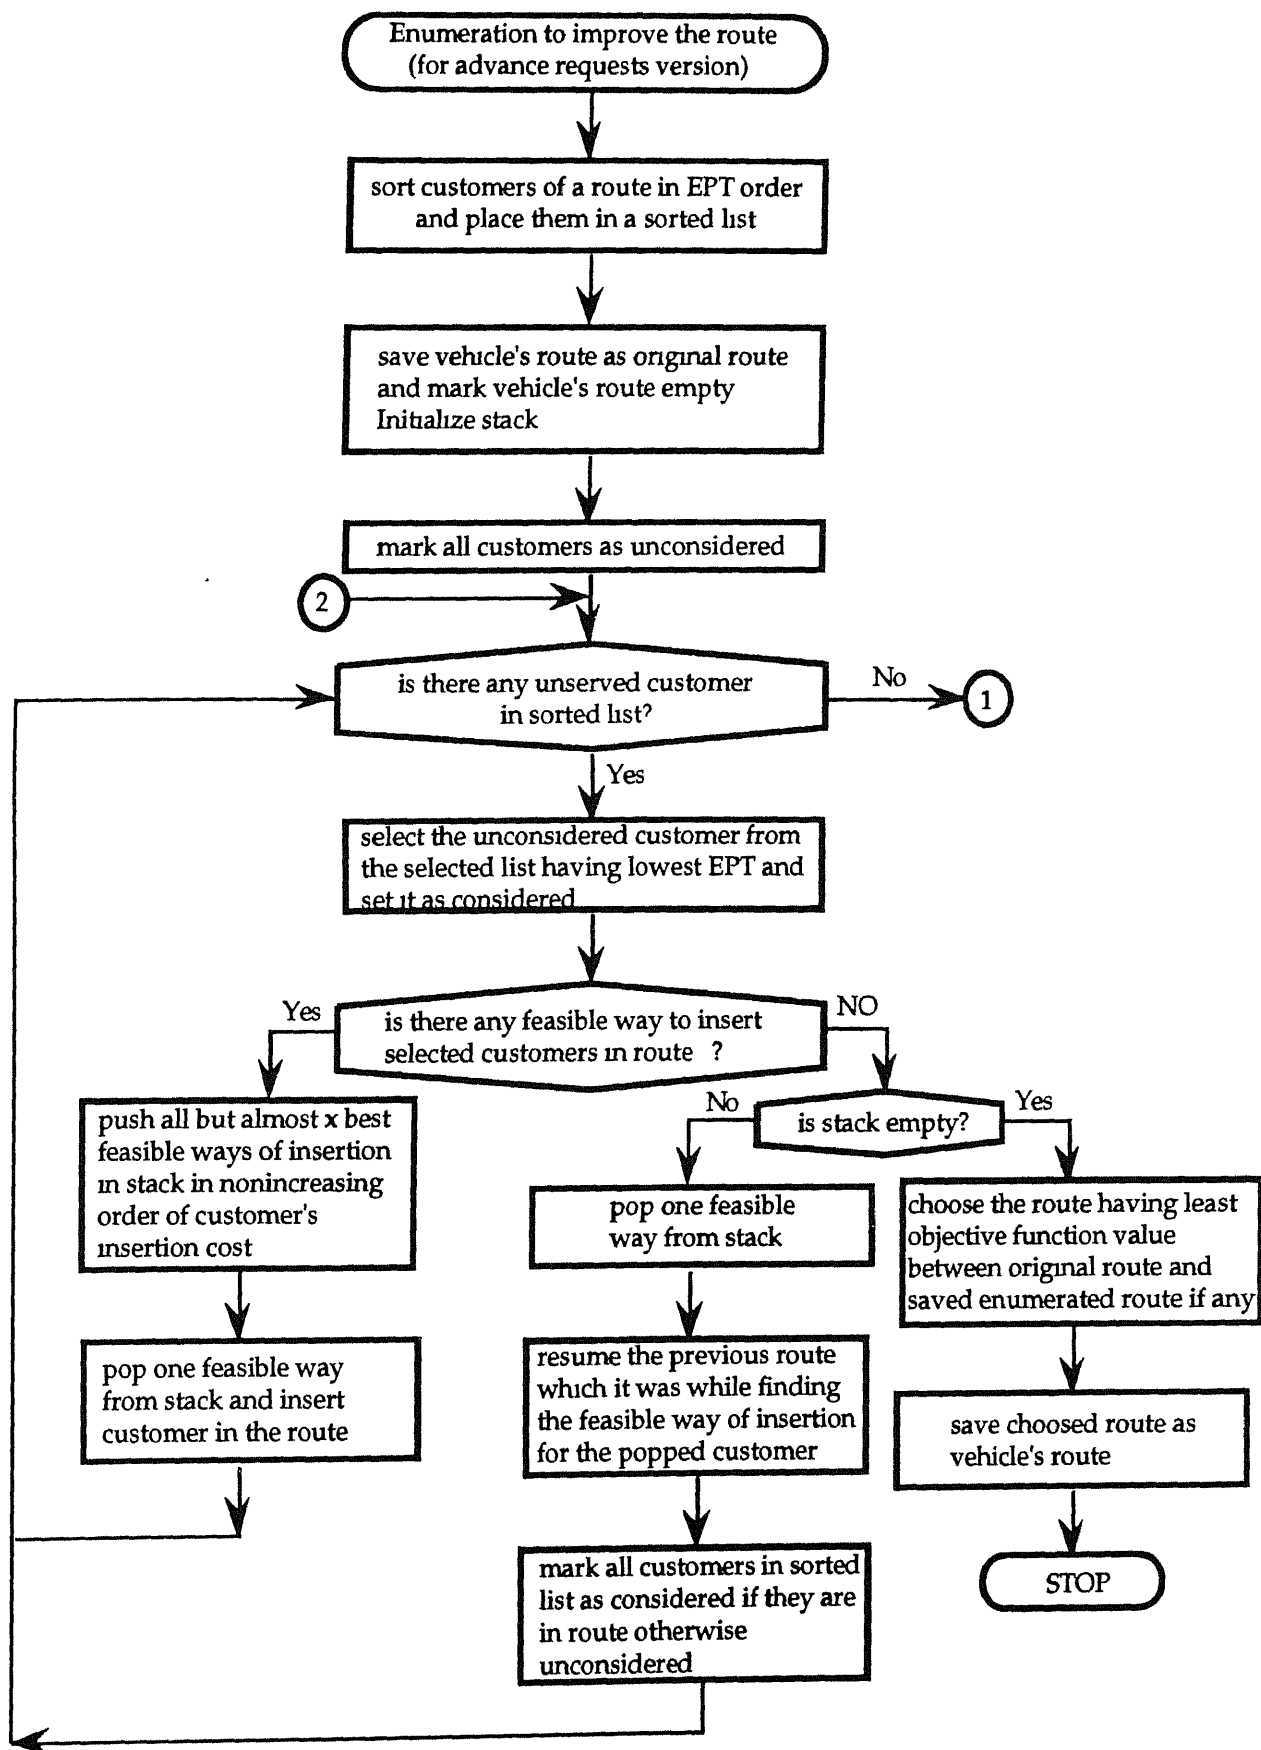 Enumeration to improve the route
(for advance requests version)
sort customers of a route in EPT order
and place them in a sorted list
save vehicle's route as original route
and mark vehicle's route empty
Initialize stack
mark all customers as unconsidered
2
is there any unserved customer
in sorted list?
No
1
Yes
select the unconsidered customer from
the selected list having lowest EPT and
set it as considered
is there any feasible way to insert
selected customers in route ?
Yes
NO
push all but almost x best
feasible ways of insertion
in stack in nonincreasing
order of customer's
insertion cost
pop one feasible way
from stack and insert
customer in the route
is stack empty?
No
Yes
pop one feasible
way from stack
resume the previous route
which it was while finding
the feasible way of insertion
for the popped customer
mark all customers in sorted
list as considered if they are
in route otherwise
unconsidered
choose the route having least
objective function value
between original route and
saved enumerated route if any
save choosed route as
vehicle's route
STOP